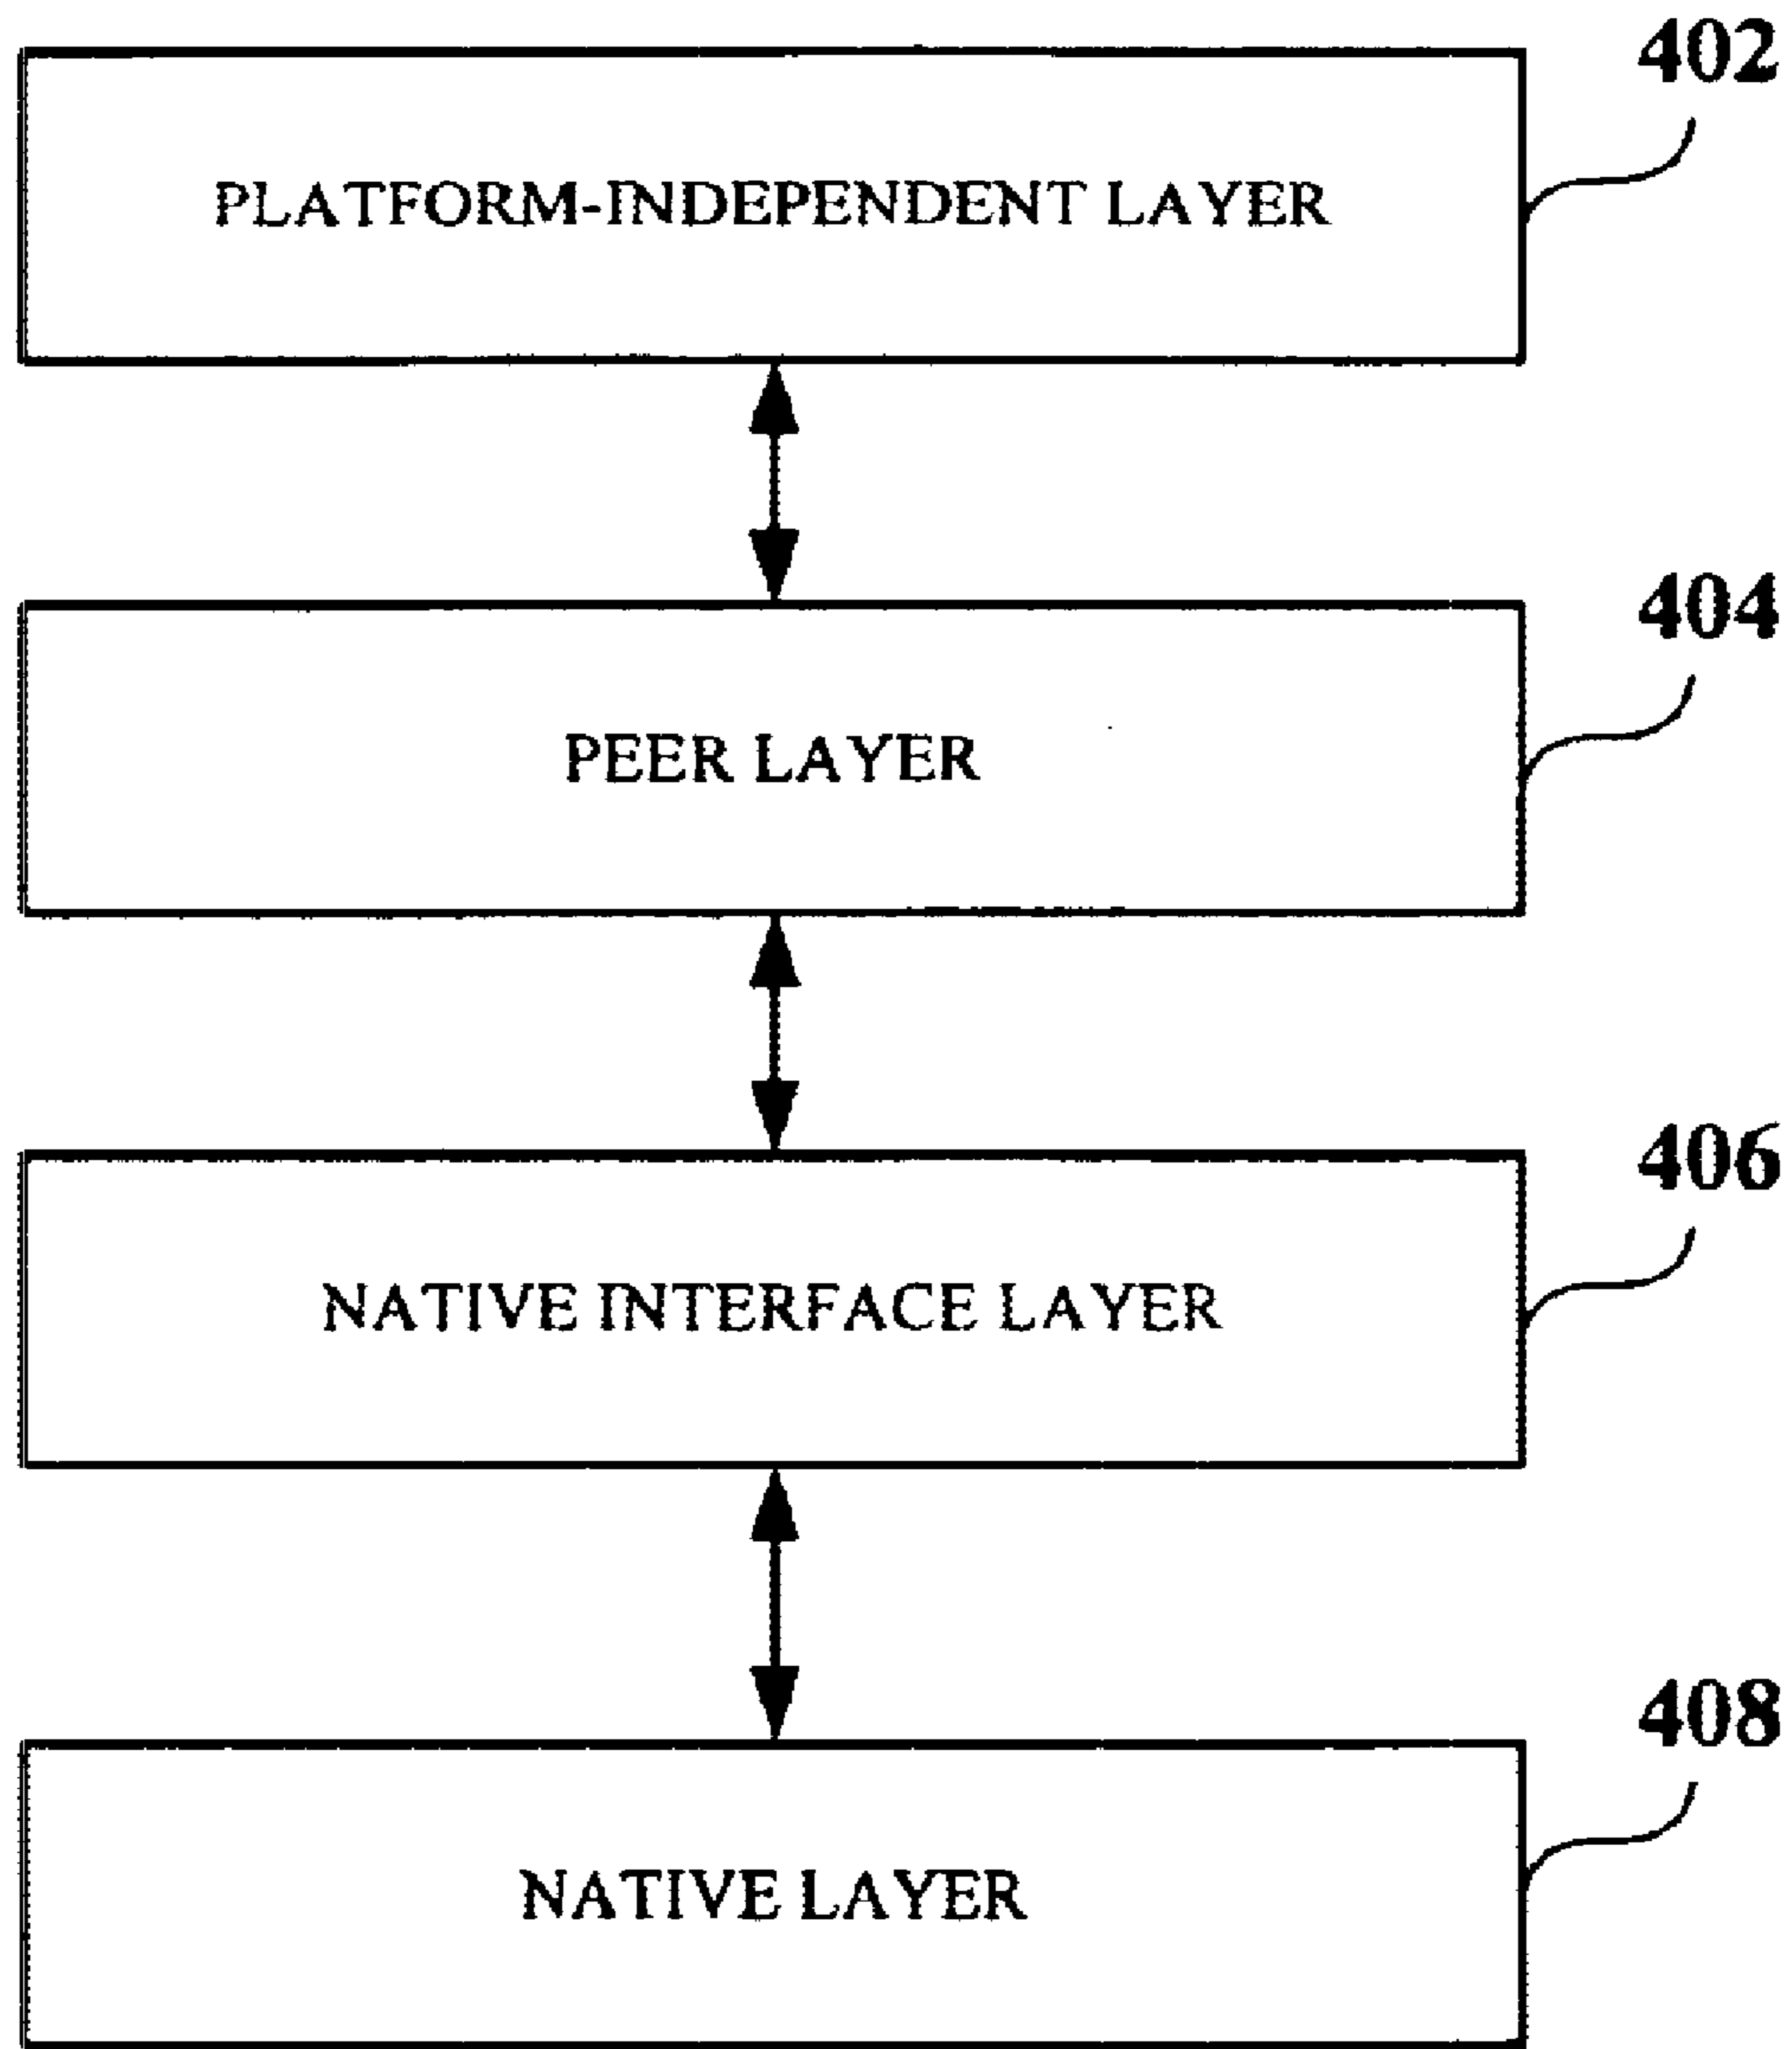 402
PLATFORM-INDEPENDENT LAYER
404
PEER LAYER
406
NATIVE INTERFACE LAYER
408
NATIVE LAYER